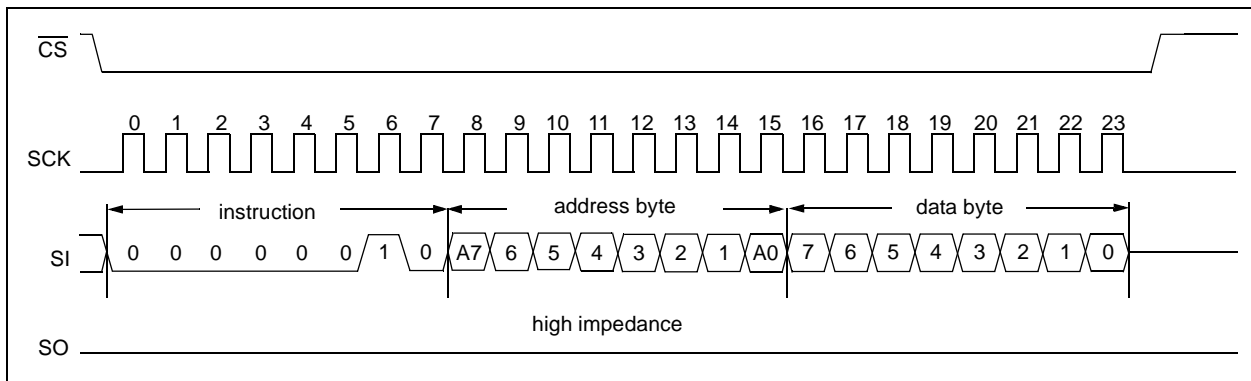 CS
0 1 2 3 4 5 6 7 8 9 10 11 12 13 14 15 16 17 18 19 20 21 22 23
SCK
instruction address byte data byte
SI 0 0 0 0 0 0 1 0 A7 6 5 4 3 2 1 A0 7 6 5 4 3 2 1 0
high impedance
SO